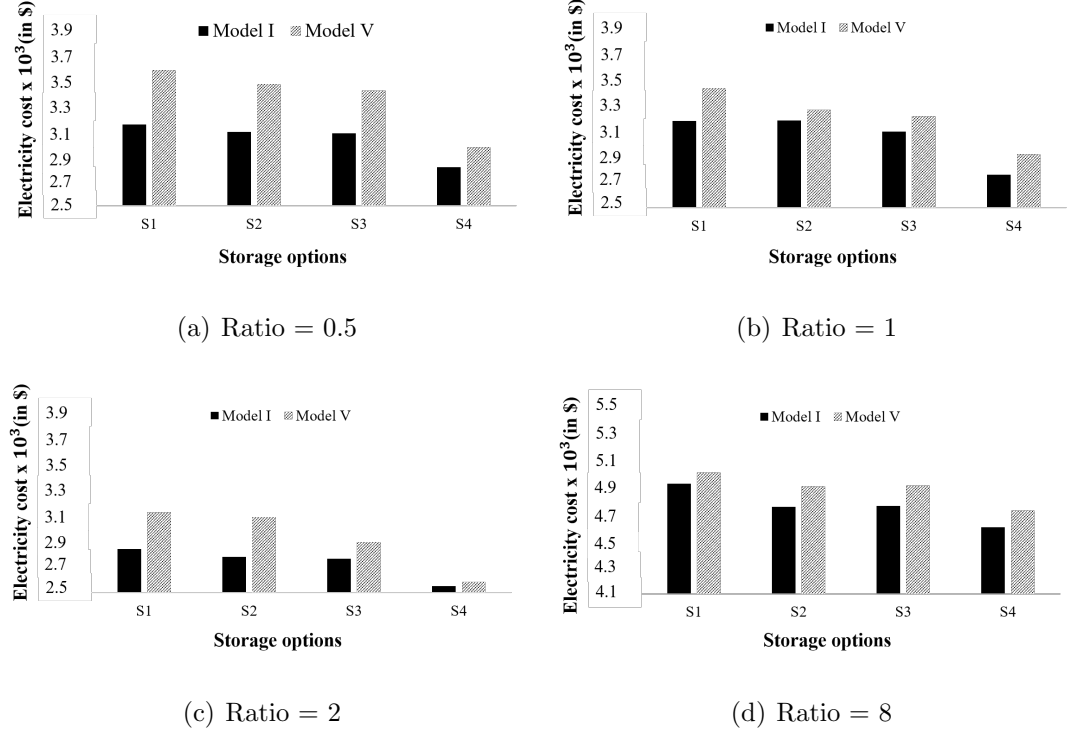 Electricity cost x 10³(in $)
3.9
3.7
3.5
3.3
3.1
2.9
2.7
2.5
Model I Model V
S1 S2 S3 S4
Storage options
(a) Ratio = 0.5
Electricity cost x 10³(in $)
3.9
3.7
3.5
3.3
3.1
2.9
2.7
2.5
Model I Model V
S1 S2 S3 S4
Storage options
(b) Ratio = 1
Electricity cost x 10³(in $)
3.9
3.7
3.5
3.3
3.1
2.9
2.7
2.5
Model I Model V
S1 S2 S3 S4
Storage options
(c) Ratio = 2
Electricity cost x 10³(in $)
5.5
5.3
5.1
4.9
4.7
4.5
4.3
4.1
Model I Model V
S1 S2 S3 S4
Storage options
(d) Ratio = 8